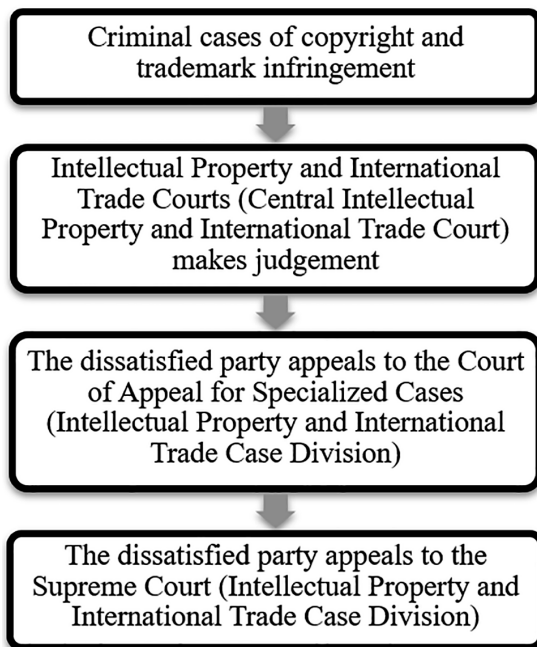 Criminal cases of copyright and
trademark infringement
Intellectual Property and International
Trade Courts (Central Intellectual
Property and International Trade Court)
makes judgement
The dissatisfied party appeals to the Court
of Appeal for Specialized Cases
(Intellectual Property and International
Trade Case Division)
The dissatisfied party appeals to the
Supreme Court (Intellectual Property and
International Trade Case Division)